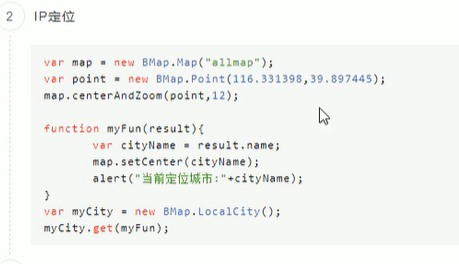 2 IP定位
var map = new BMap.Map("allmap");
var point = new BMap.Point(116.331398,39.897445);
map.centerAndZoom(point,12);
function myFun(result){
var cityName = result.name;
map.setCenter(cityName);
alert("当前定位城市:"+cityName);
}
var myCity = new BMap.LocalCity();
myCity.get(myFun);